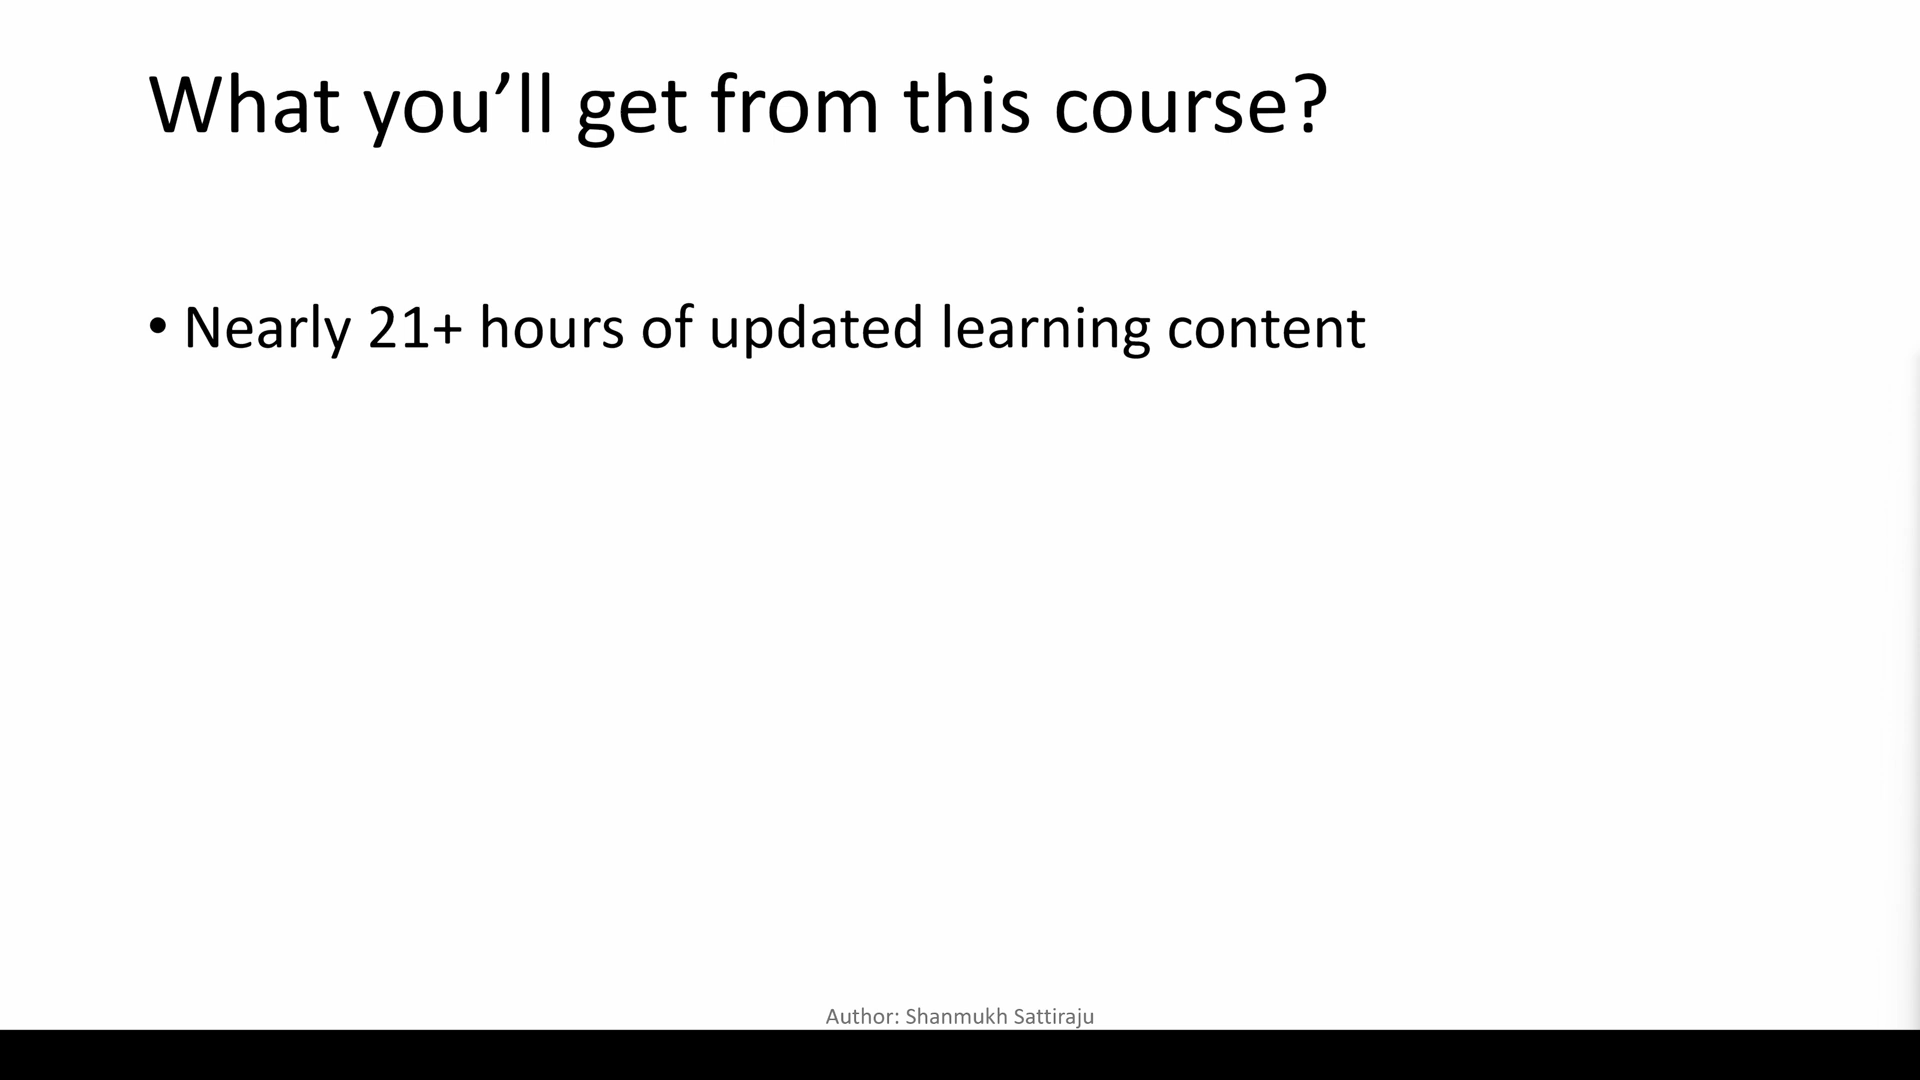 What you’ll get from this course?
• Nearly 21+ hours of updated learning content
Author: Shanmukh Sattiraju